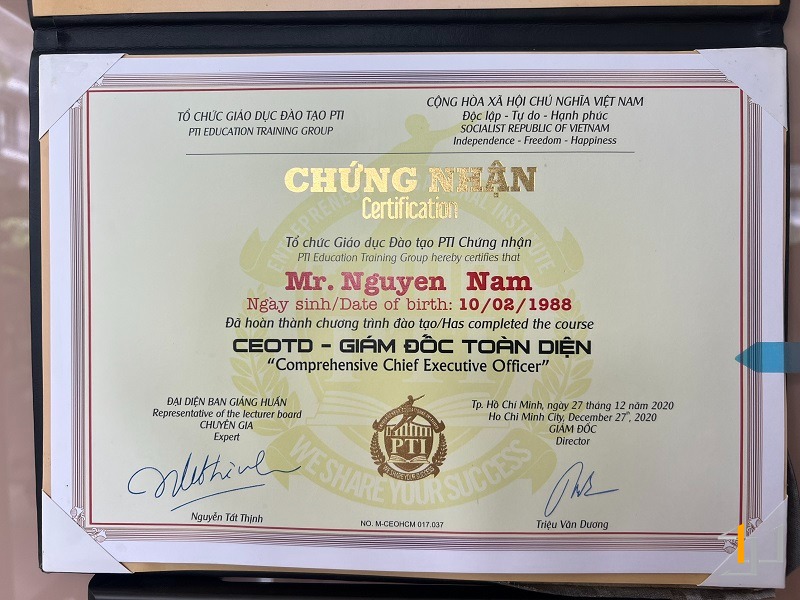 TỔ CHỨC GIÁO DỤC ĐÀO TẠO PTI
PTI EDUCATION TRAINING GROUP
CỘNG HÒA XÃ HỘI CHỦ NGHĨA VIỆT NAM
Độc lập - Tự do - Hạnh phúc
SOCIALIST REPUBLIC OF VIETNAM
Independence - Freedom - Happiness
CHỨNG NHẬN
Certification
Tổ chức Giáo dục Đào tạo PTI Chứng nhận
PTI Education Training Group hereby certifies that
Mr. Nguyen Nam
Ngày sinh/Date of birth: 10/02/1988
Đã hoàn thành chương trình đào tạo/Has completed the course
CEOTD - GIÁM ĐỐC TOÀN DIỆN
“Comprehensive Chief Executive Officer”
ĐẠI DIỆN BAN GIẢNG HUẤN
Representative of the lecturer board
CHUYÊN GIA
Expert
Tp. Hồ Chí Minh, ngày 27 tháng 12 năm 2020
Ho Chi Minh City, December 27th, 2020
GIÁM ĐỐC
Director
PTI
WE SHARE YOUR SUCCESS
WE SHARE YOUR SUCCESS
Nguyễn Tất Thịnh
NO. M-CEOHCM 017.037
Triệu Văn Dương